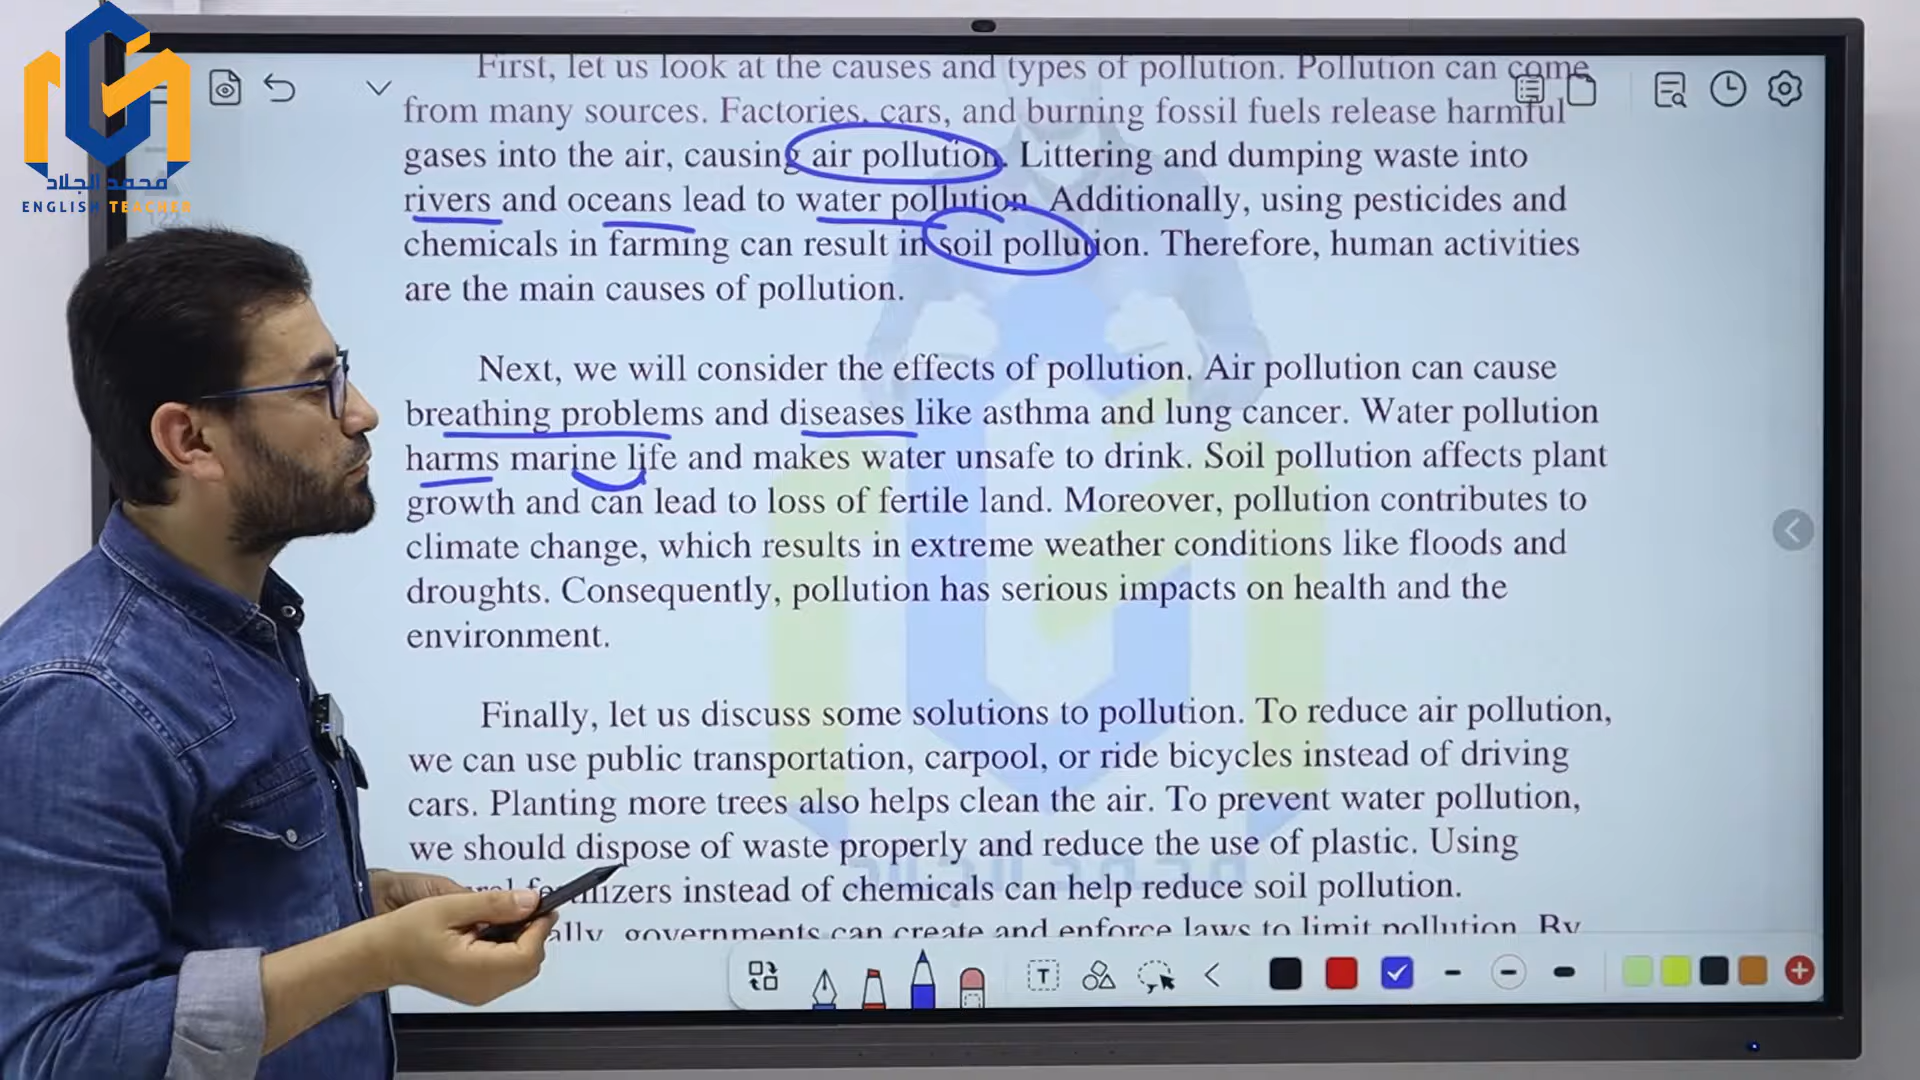 محمد الجلاد
ENGLISH TEACHER
First, let us look at the causes and types of pollution. Pollution can come
from many sources. Factories, cars, and burning fossil fuels release harmful
gases into the air, causing air pollution. Littering and dumping waste into
rivers and oceans lead to water pollution. Additionally, using pesticides and
chemicals in farming can result in soil pollution. Therefore, human activities
are the main causes of pollution.
Next, we will consider the effects of pollution. Air pollution can cause
breathing problems and diseases like asthma and lung cancer. Water pollution
harms marine life and makes water unsafe to drink. Soil pollution affects plant
growth and can lead to loss of fertile land. Moreover, pollution contributes to
climate change, which results in extreme weather conditions like floods and
droughts. Consequently, pollution has serious impacts on health and the
environment.
Finally, let us discuss some solutions to pollution. To reduce air pollution,
we can use public transportation, carpool, or ride bicycles instead of driving
cars. Planting more trees also helps clean the air. To prevent water pollution,
we should dispose of waste properly and reduce the use of plastic. Using
instead of chemicals can help reduce soil pollution.
governments can create and enforce laws to limit pollution. By
T